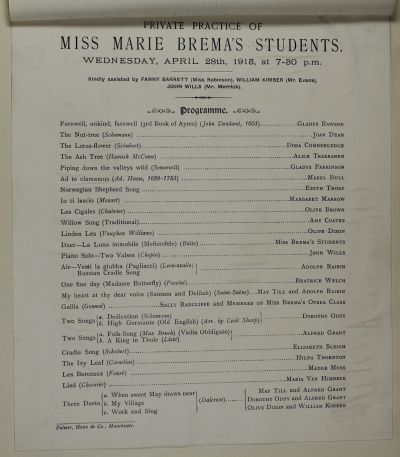 PRIVATE PRACTICE OF
MISS MARIE BREMA'S STUDENTS.
WEDNESDAY, APRIL 28th, 1915, at 7-30 p.m.
Kindly assisted by FANNY BARRETT (Miss Robinson), WILLIAM KIMBER (Mr. Evans),
JOHN WILLS (Mr. Merrick).
Programme.
Farewell, unkind, farewell (3rd Book of Ayres) (John Dowland, 1603) GLADYS RAWSON
The Nut-tree (Schumann) JOAN DEAN
The Lotus-flower (Schubert) DORA CUMBERLEDGE
The Ash Tree (Hamish McCunn) ALICE TRABRANER
Piping down the valleys wild (Somervell) GLADYS PARKINSON
Ad te clamamus (Ad. Hasse, 1699-1783) MABEL BULL
Norwegian Shepherd Song EDITH THORP
Io ti lascio (Mozart) MARGARET MARROW
Les Cigales (Chabrier) OLIVE BROWN
Willow Song (Traditional) AMY COATES
Linden Lea (Vaughan Williams) OLIVE DIXON
Duet—La Luna immobile (Mefistofele) (Boito) MISS BREMA'S STUDENTS
Piano Solo—Two Valses (Chopin) JOHN WILLS
Air—Vesti la giubba (Pagliacci) (Leoncavallo)
Russian Cradle Song ADOLPE RAISIN
One fine day (Madame Butterfly) (Puccini) BEATRICE WELCH
My heart at thy dear voice (Samson and Dalilah) (Saint-Saëns) MAY TILL and ADOLPE RAISIN
Gallia (Gounod) SALLY RADCLIFFE and MEMBERS OF MISS BREMA'S OPERA CLASS
Two Songs a. Dedication (Schumann)
b. High Germanie (Old English) (Arr. by Cecil Sharp) DOROTHY ODDY
Two Songs a. Folk-Song (Max Bruch) (Violin Obbligato)
b. A King in Thule (Liszt) ALFRED GRANT
Cradle Song (Schubert) ELIZABETH SLEIGH
The Ivy Leaf (Cornelius) HILDA THORNTON
Les Berceaux (Fauré) MADGE MOSS
Lied (Chevrier) MARIA VAN HIMBECK
Three Duets a. When sweet May draws near MAY TILL and ALFRED GRANT
b. My Village (Dalcroze) DOROTHY ODDY and ALFRED GRANT
c. Work and Sing OLIVE DIXON and WILLIAM KIMBER
Palmer, Howe & Co., Manchester.